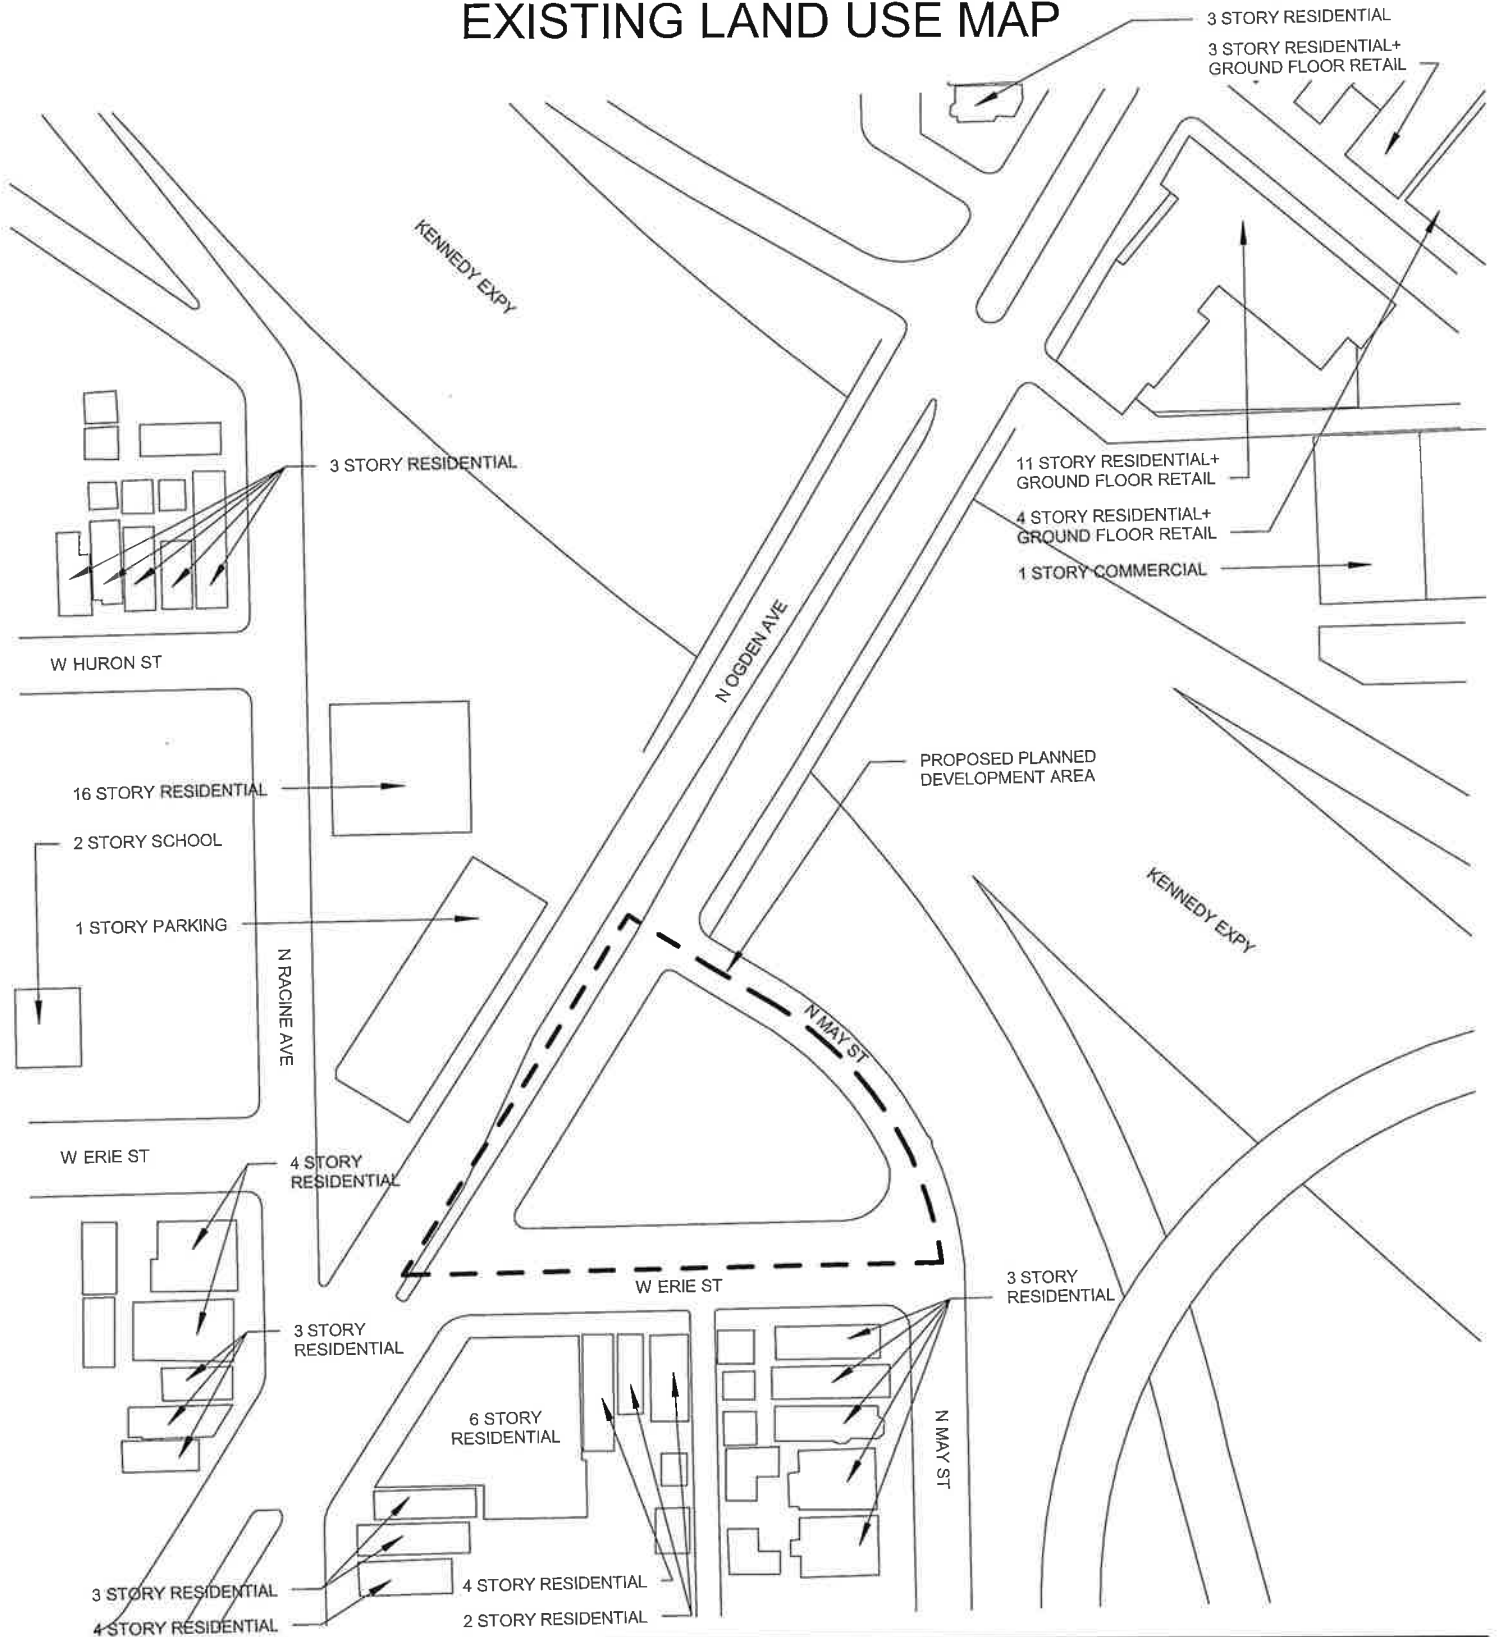 EXISTING LAND USE MAP
3 STORY RESIDENTIAL
3 STORY RESIDENTIAL+
GROUND FLOOR RETAIL
KENNEDY EXPY
3 STORY RESIDENTIAL
11 STORY RESIDENTIAL+
GROUND FLOOR RETAIL
4 STORY RESIDENTIAL+
GROUND FLOOR RETAIL
1 STORY COMMERCIAL
N OGDEN AVE
W HURON ST
PROPOSED PLANNED
DEVELOPMENT AREA
16 STORY RESIDENTIAL
2 STORY SCHOOL
1 STORY PARKING
KENNEDY EXPY
N RACINE AVE
N MAY ST
W ERIE ST
4 STORY
RESIDENTIAL
W ERIE ST
3 STORY
RESIDENTIAL
3 STORY
RESIDENTIAL
6 STORY
RESIDENTIAL
N MAY ST
3 STORY RESIDENTIAL
4 STORY RESIDENTIAL
4 STORY RESIDENTIAL
2 STORY RESIDENTIAL